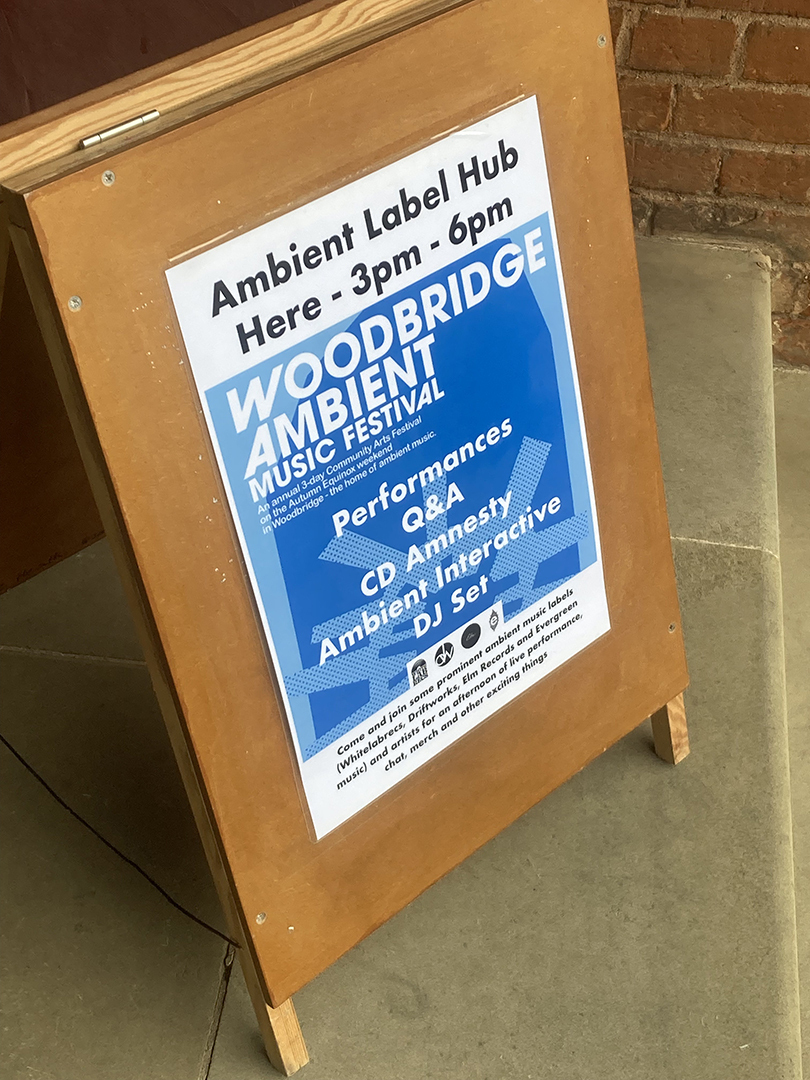 Ambient Label Hub
Here - 3pm - 6pm
WOODBRIDGE
AMBIENT
MUSIC FESTIVAL
An annual 3-day Community Arts Festival
on the Autumn Equinox weekend
in Woodbridge - the home of ambient music.
Performances
Q&A
CD Amnesty
Ambient Interactive
DJ Set
Come and join some prominent ambient music labels
(Whitelabrecs, Driftworks, Elm Records and Evergreen
music) and artists for an afternoon of live performance,
chat, merch and other exciting things